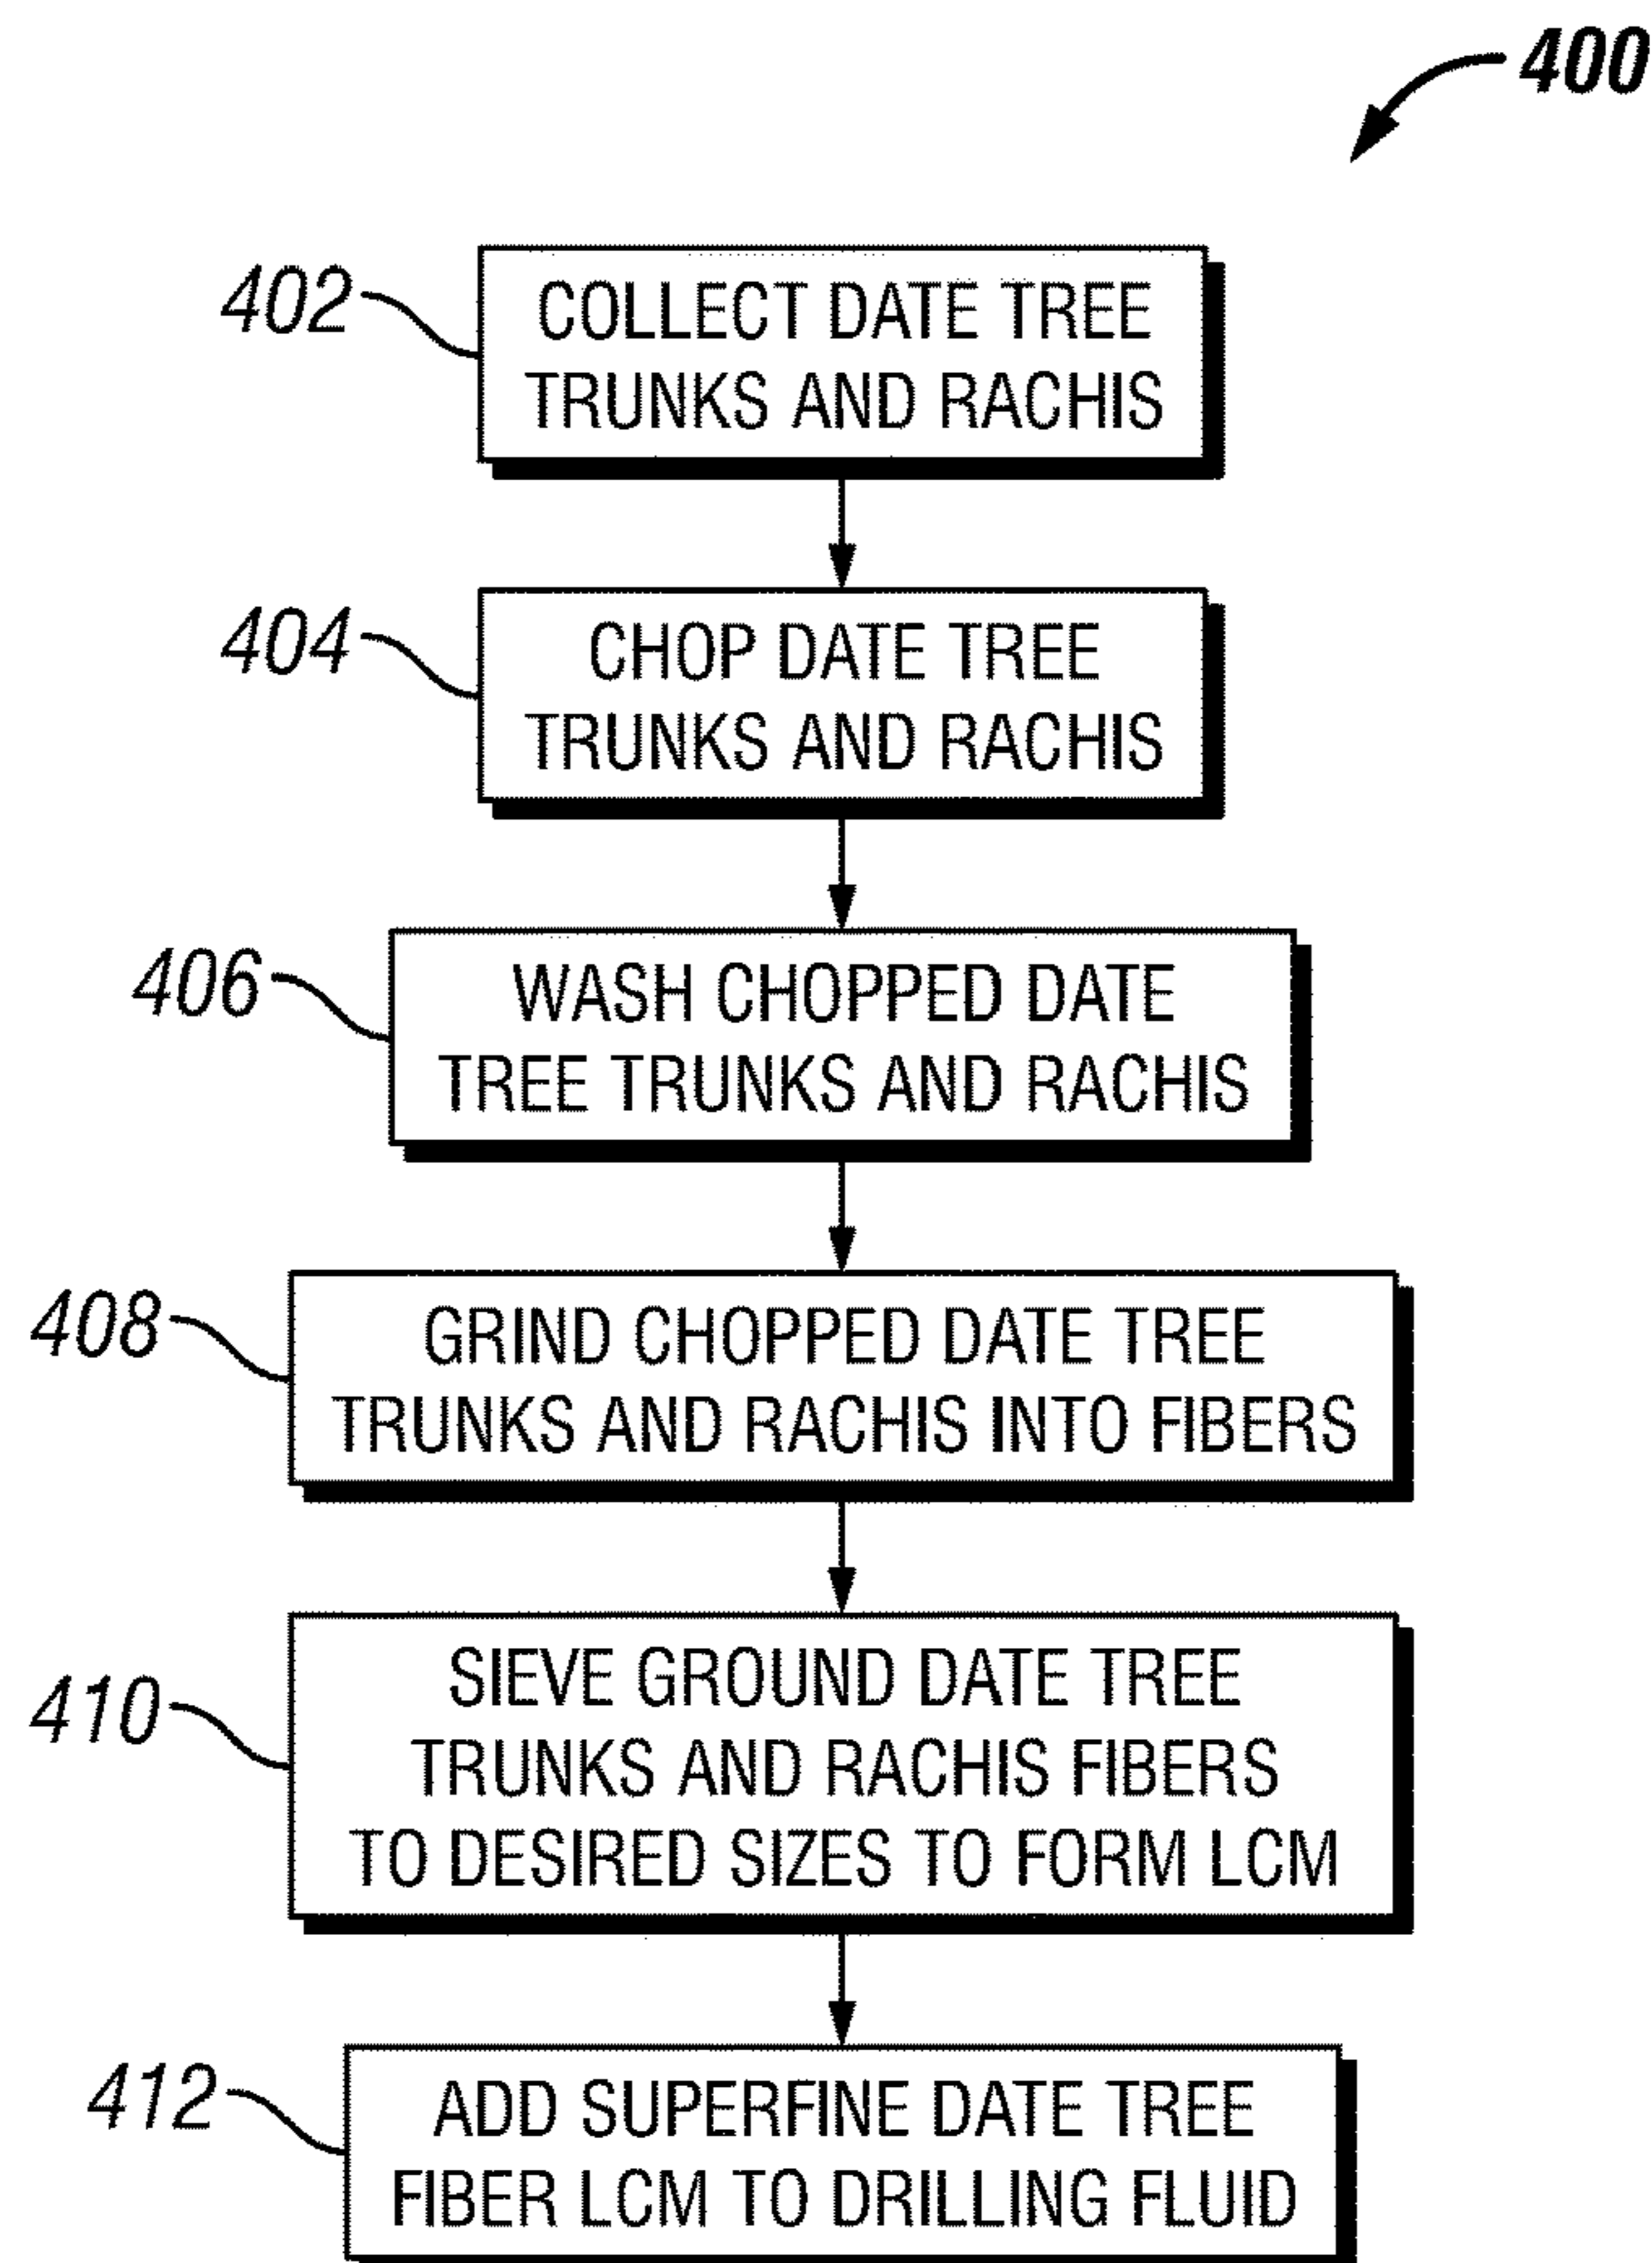 400
402
COLLECT DATE TREE
TRUNKS AND RACHIS
404
CHOP DATE TREE
TRUNKS AND RACHIS
406
WASH CHOPPED DATE
TREE TRUNKS AND RACHIS
408
GRIND CHOPPED DATE TREE
TRUNKS AND RACHIS INTO FIBERS
410
SIEVE GROUND DATE TREE
TRUNKS AND RACHIS FIBERS
TO DESIRED SIZES TO FORM LCM
412
ADD SUPERFINE DATE TREE
FIBER LCM TO DRILLING FLUID